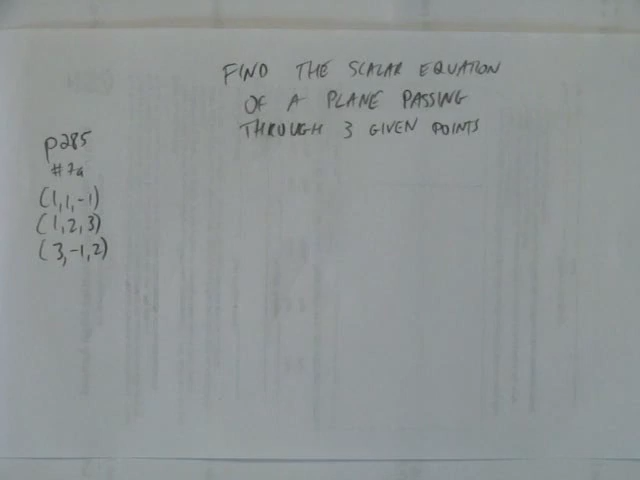 FIND THE SCALAR EQUATION
OF A PLANE PASSING
THROUGH 3 GIVEN POINTS
p285
#7a
(1,1,-1)
(1,2,3)
(3,-1,2)